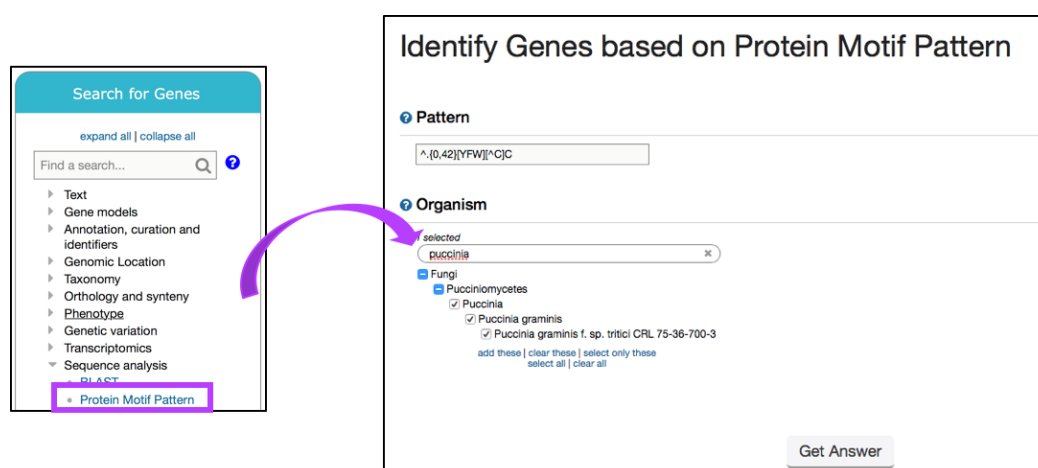 Search for Genes
expand all | collapse all
Find a search...
Text
Gene models
Annotation, curation and
identifiers
Genomic Location
Taxonomy
Orthology and synteny
Phenotype
Genetic variation
Transcriptomics
Sequence analysis
BLAST
Protein Motif Pattern
Identify Genes based on Protein Motif Pattern
Pattern
^.{0,42}[YFW][^C]C
Organism
selected
puccinia
Fungi
Pucciniomycetes
Puccinia
Puccinia graminis
Puccinia graminis f. sp. tritici CRL 75-36-700-3
add these | clear these | select only these
select all | clear all
Get Answer